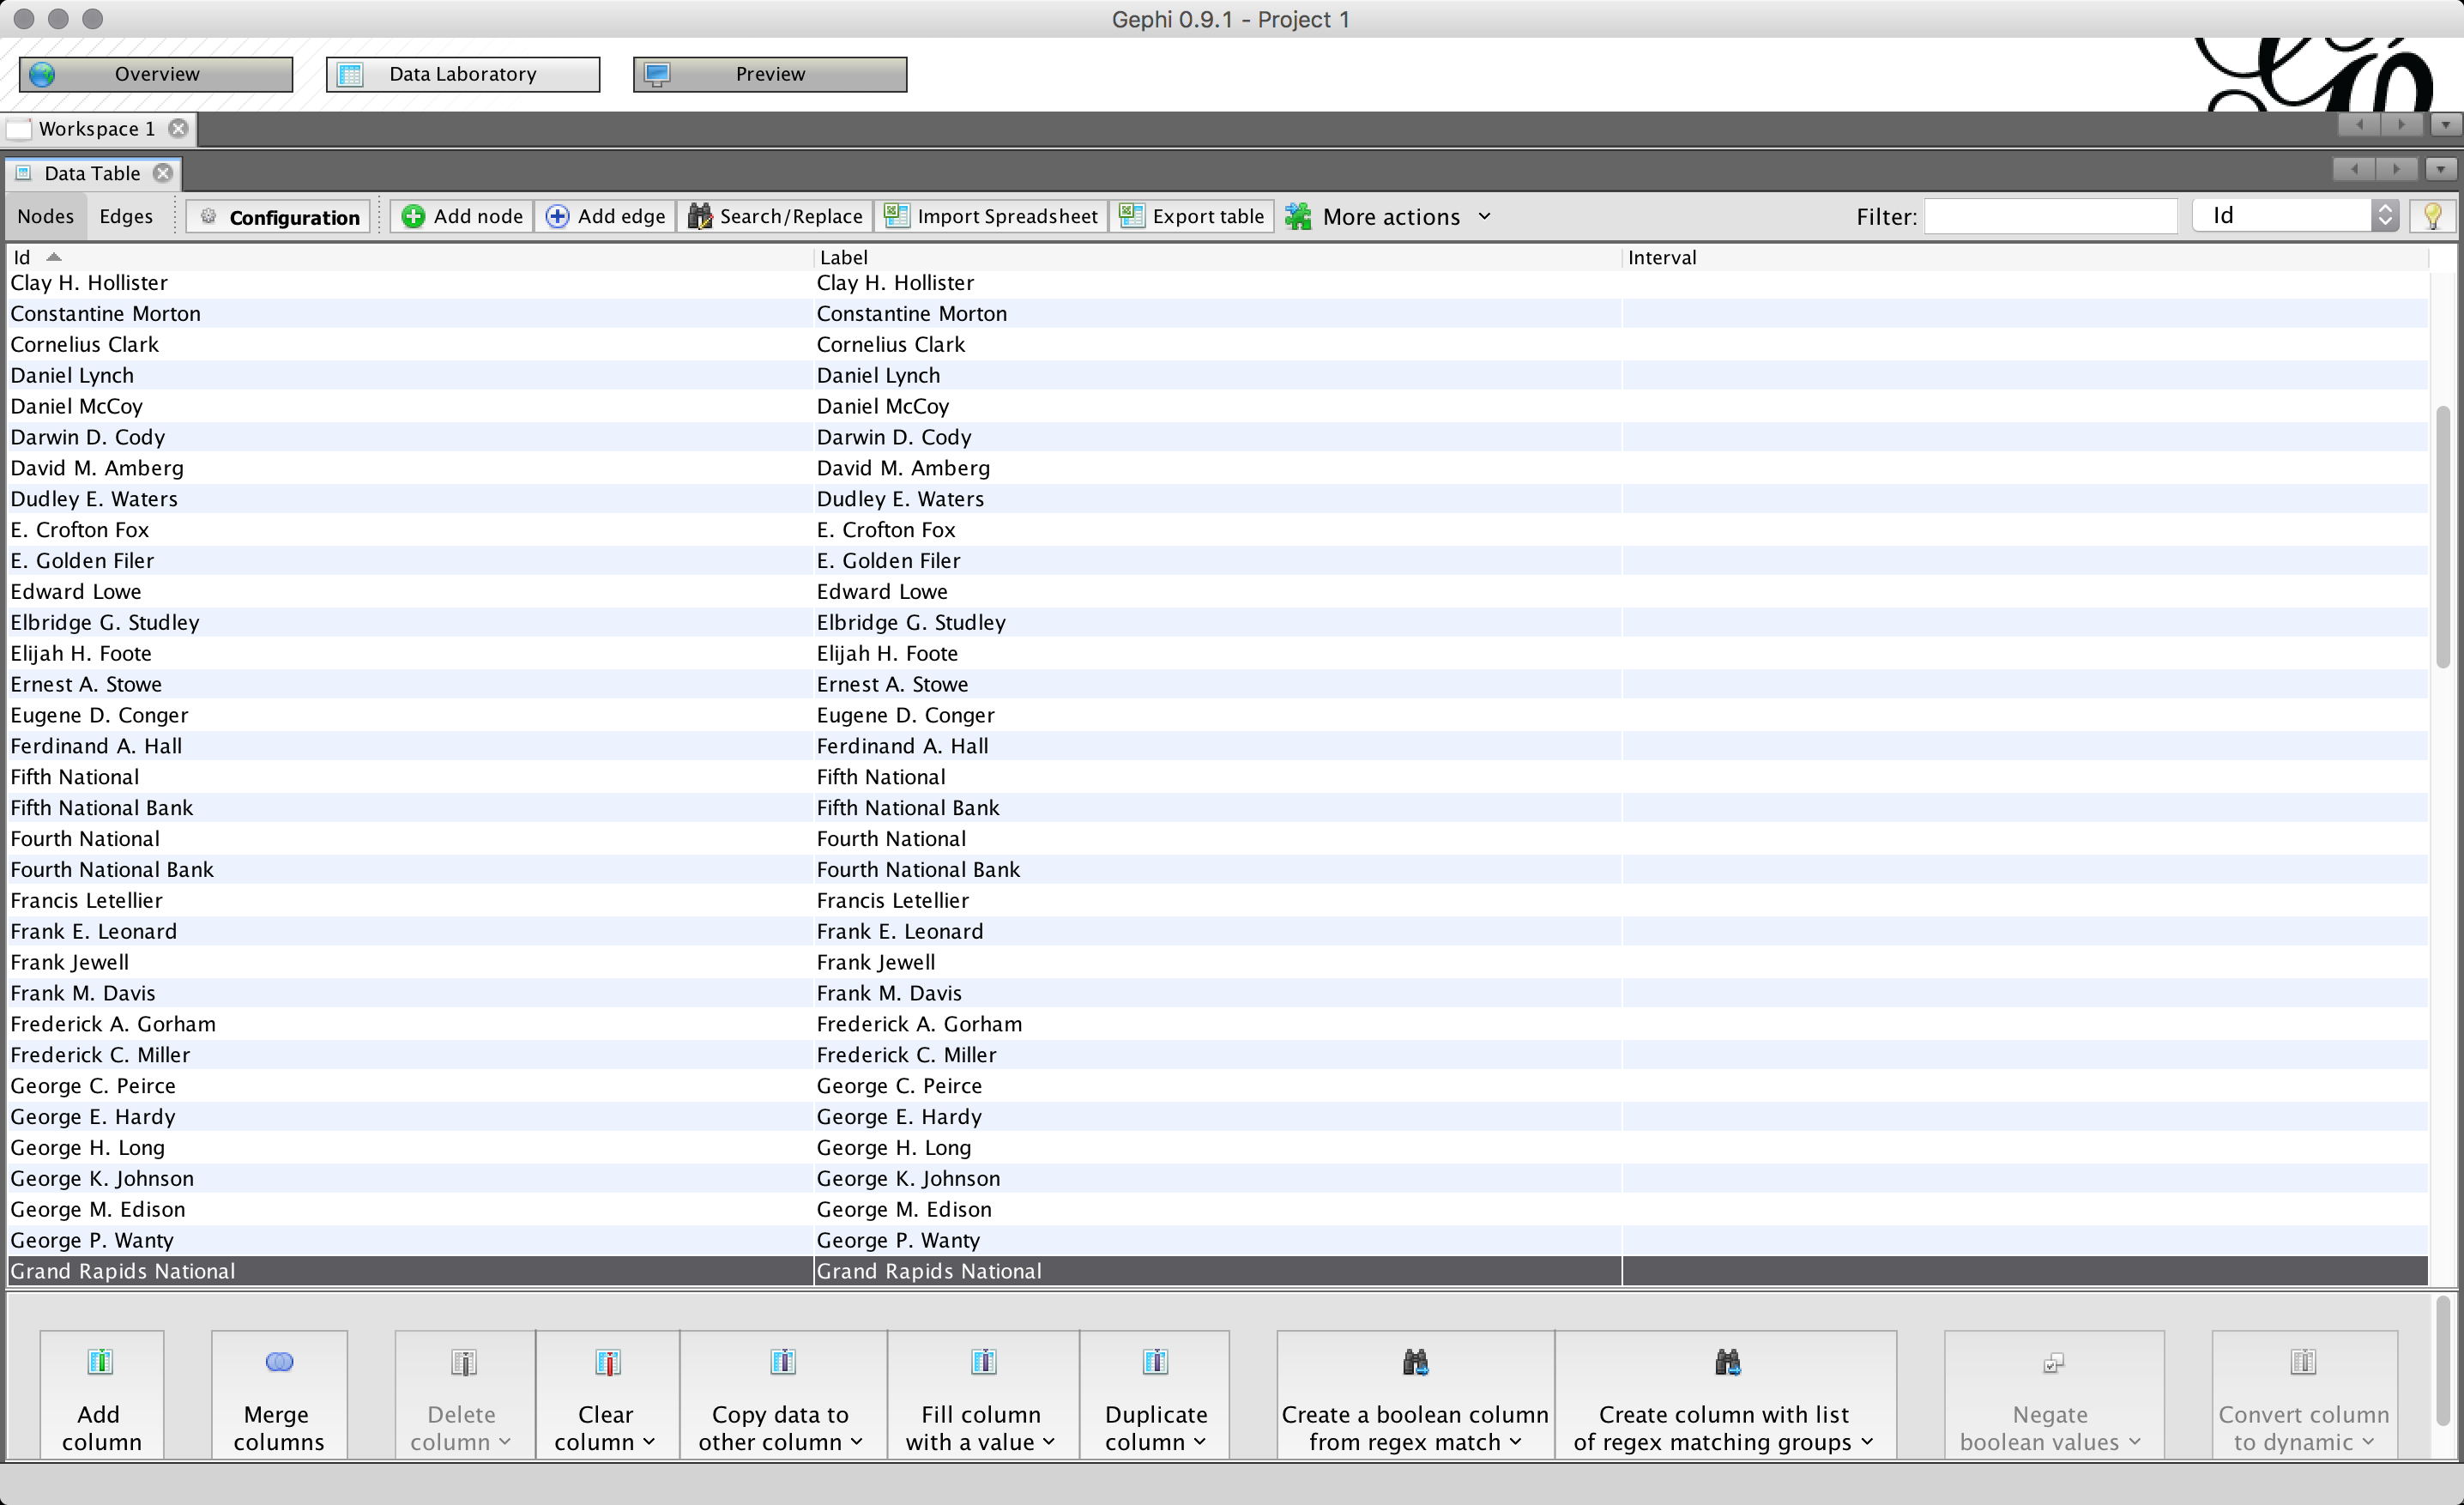 Gephi 0.9.1 - Project 1
Overview Data Laboratory Preview
Workspace 1
Data Table
Nodes Edges Configuration Add node Add edge Search/Replace Import Spreadsheet Export table More actions Filter: Id
Id Label Interval
Clay H. Hollister Clay H. Hollister
Constantine Morton Constantine Morton
Cornelius Clark Cornelius Clark
Daniel Lynch Daniel Lynch
Daniel McCoy Daniel McCoy
Darwin D. Cody Darwin D. Cody
David M. Amberg David M. Amberg
Dudley E. Waters Dudley E. Waters
E. Crofton Fox E. Crofton Fox
E. Golden Filer E. Golden Filer
Edward Lowe Edward Lowe
Elbridge G. Studley Elbridge G. Studley
Elijah H. Foote Elijah H. Foote
Ernest A. Stowe Ernest A. Stowe
Eugene D. Conger Eugene D. Conger
Ferdinand A. Hall Ferdinand A. Hall
Fifth National Fifth National
Fifth National Bank Fifth National Bank
Fourth National Fourth National
Fourth National Bank Fourth National Bank
Francis Letellier Francis Letellier
Frank E. Leonard Frank E. Leonard
Frank Jewell Frank Jewell
Frank M. Davis Frank M. Davis
Frederick A. Gorham Frederick A. Gorham
Frederick C. Miller Frederick C. Miller
George C. Peirce George C. Peirce
George E. Hardy George E. Hardy
George H. Long George H. Long
George K. Johnson George K. Johnson
George M. Edison George M. Edison
George P. Wanty George P. Wanty
Grand Rapids National Grand Rapids National
Add Merge Delete Clear Copy data to Fill column Duplicate Create a boolean column Create column with list Negate Convert column
column columns column column other column with a value column from regex match of regex matching groups boolean values to dynamic